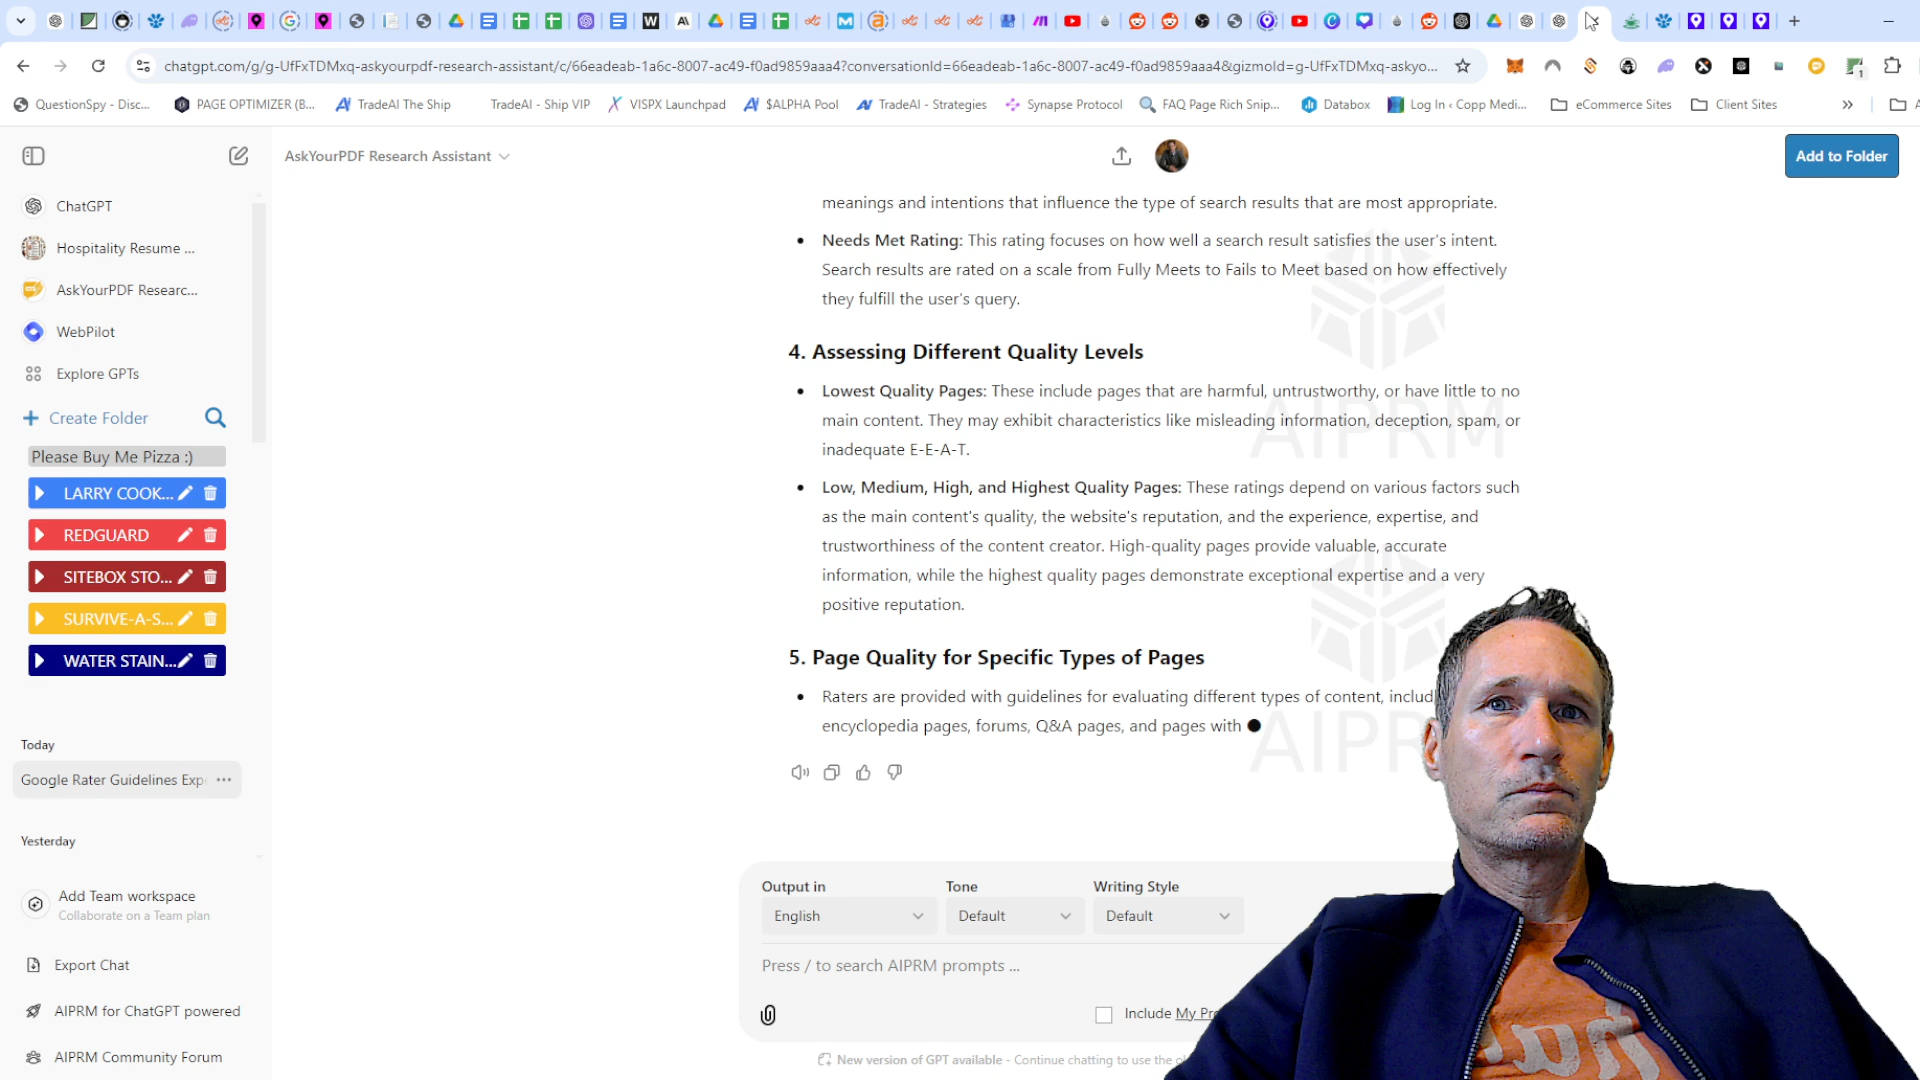 chatgpt.com/g/g-UfFxTDMxq-askyourpdf-research-assistant/c/66eadeab-1a6c-8007-ac49-f0ad9859aaa4?conversationId=66eadeab-1a6c-8007-ac49-f0ad9859aaa4&gizmoId=g-UfFxTDMxq-askyo...
QuestionSpy - Disc... PAGE OPTIMIZER (B... TradeAI The Ship TradeAI - Ship VIP VISPX Launchpad $ALPHA Pool TradeAI - Strategies Synapse Protocol FAQ Page Rich Snip... Databox Log In ‹ Copp Medi... eCommerce Sites Client Sites »
AskYourPDF Research Assistant
Add to Folder
ChatGPT
Hospitality Resume ...
AskYourPDF Researc...
WebPilot
Explore GPTs
+ Create Folder
Please Buy Me Pizza :)
LARRY COOK...
REDGUARD
SITEBOX STO...
SURVIVE-A-S...
WATER STAIN...
Today
Google Rater Guidelines Exp
Yesterday
Add Team workspace
Collaborate on a Team plan
Export Chat
AIPRM for ChatGPT powered
AIPRM Community Forum
meanings and intentions that influence the type of search results that are most appropriate.
• Needs Met Rating: This rating focuses on how well a search result satisfies the user's intent.
Search results are rated on a scale from Fully Meets to Fails to Meet based on how effectively
they fulfill the user's query.
4. Assessing Different Quality Levels
• Lowest Quality Pages: These include pages that are harmful, untrustworthy, or have little to no
main content. They may exhibit characteristics like misleading information, deception, spam, or
inadequate E-E-A-T.
• Low, Medium, High, and Highest Quality Pages: These ratings depend on various factors such
as the main content's quality, the website's reputation, and the experience, expertise, and
trustworthiness of the content creator. High-quality pages provide valuable, accurate
information, while the highest quality pages demonstrate exceptional expertise and a very
positive reputation.
5. Page Quality for Specific Types of Pages
• Raters are provided with guidelines for evaluating different types of content, includ
encyclopedia pages, forums, Q&A pages, and pages with
AIPRM
AIPR
Output in Tone Writing Style
English Default Default
Press / to search AIPRM prompts ...
Include My Pr
New version of GPT available - Continue chatting to use the